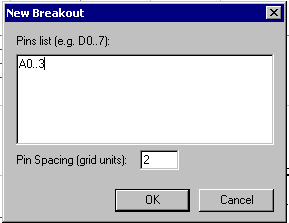 New Breakout
Pins list (e.g. D0..7):
A0..3
Pin Spacing (grid units): 2
OK Cancel